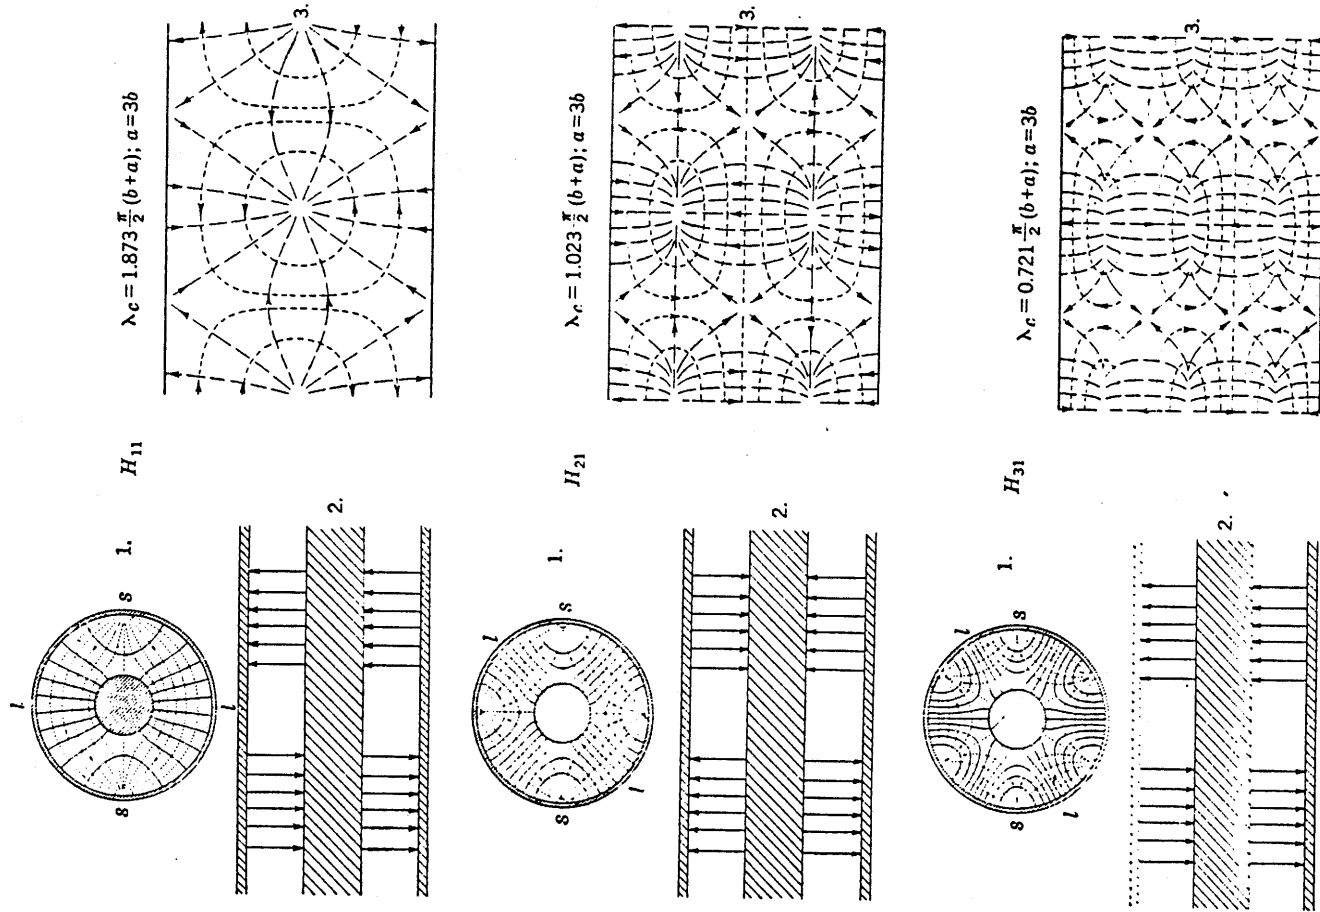 λc = 1.873 π/2 (b+a); a=3b
3.
H11
l
s
s
l
1.
2.
λc = 1.023 π/2 (b+a); a=3b
3.
H21
l
s
s
l
1.
2.
λc = 0.721 π/2 (b+a); a=3b
3.
H31
l
s
s
l
1.
2.